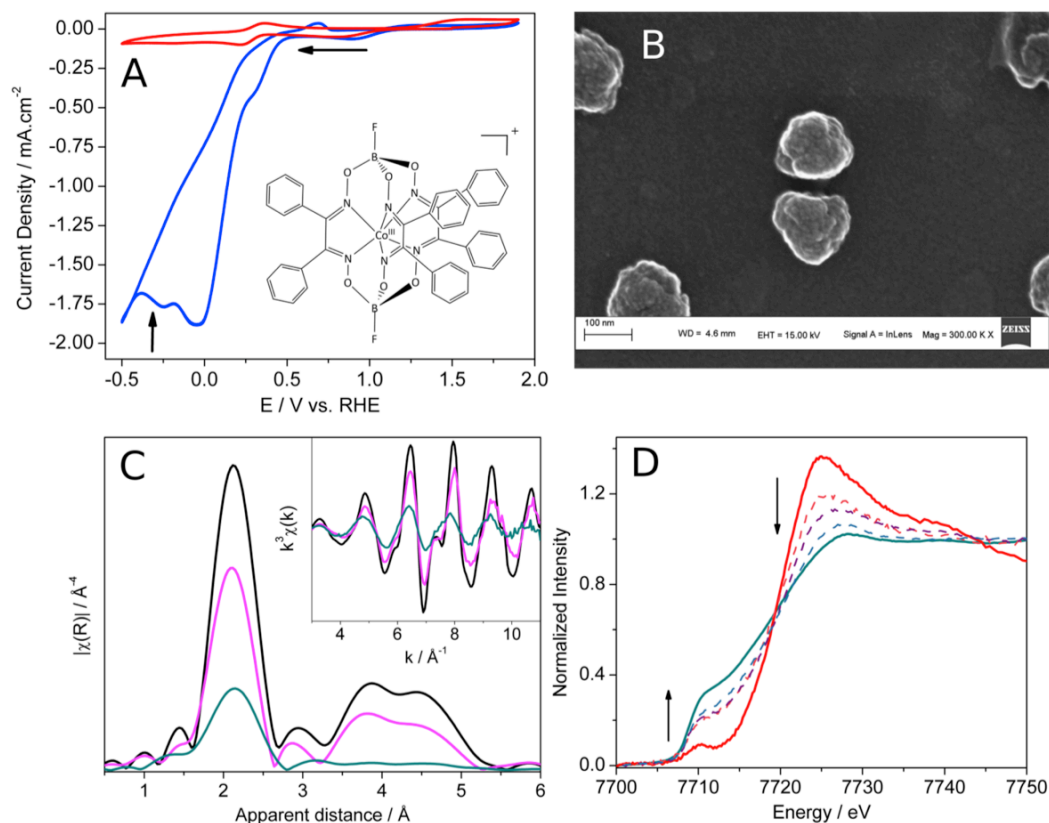 A
0.00
-0.25
-0.50
-0.75
-1.00
-1.25
-1.50
-1.75
-2.00
Current Density / mA.cm⁻²
-0.5 0.0 0.5 1.0 1.5 2.0
E / V vs. RHE
F
B
O O O
N N N
Co^III
N N N
O O O
B
F
+
B
100 nm
WD = 4.6 mm EHT = 15.00 kV Signal A = InLens Mag = 300.00 K X
ZEISS
C
|χ(R)| / Å⁻⁴
1 2 3 4 5 6
Apparent distance / Å
k³χ(k)
4 6 8 10
k / Å⁻¹
D
1.2
0.8
0.4
0.0
Normalized Intensity
7700 7710 7720 7730 7740 7750
Energy / eV